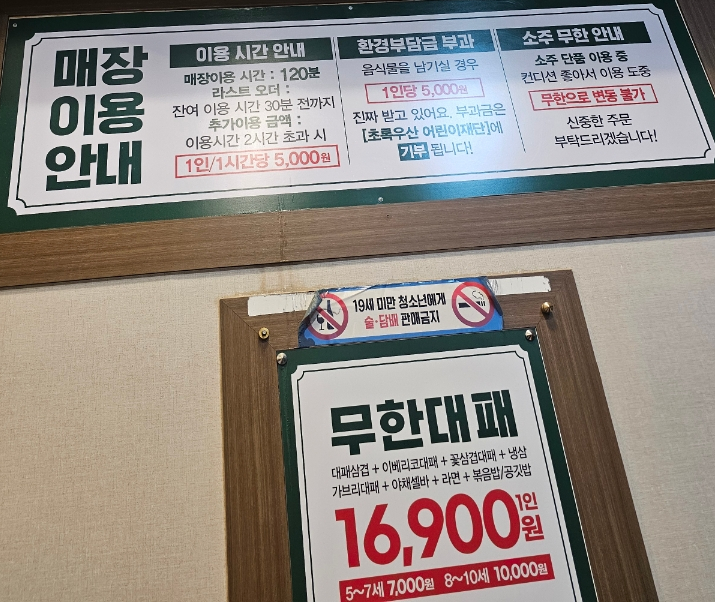 매장
이용
안내
이용 시간 안내
매장이용 시간 : 120분
라스트 오더 :
잔여 이용 시간 30분 전까지
추가이용 금액 :
이용시간 2시간 초과 시
1인/1시간당 5,000원
환경부담금 부과
음식물을 남기실 경우
1인당 5,000원
진짜 받고 있어요, 부과금은
[초록우산 어린이재단]에
기부 됩니다!
소주 무한 안내
소주 단품 이용 중
컨디션 좋아서 이용 도중
무한으로 변동 불가
신중한 주문
부탁드리겠습니다!
19세 미만 청소년에게
술·담배 판매금지
무한대패
대패삼겹 + 이베리코대패 + 꽃삼겹대패 + 냉삼
가브리대패 + 야채셀바 + 라면 + 볶음밥/공깃밥
16,900원 1인
5~7세 7,000원 8~10세 10,000원